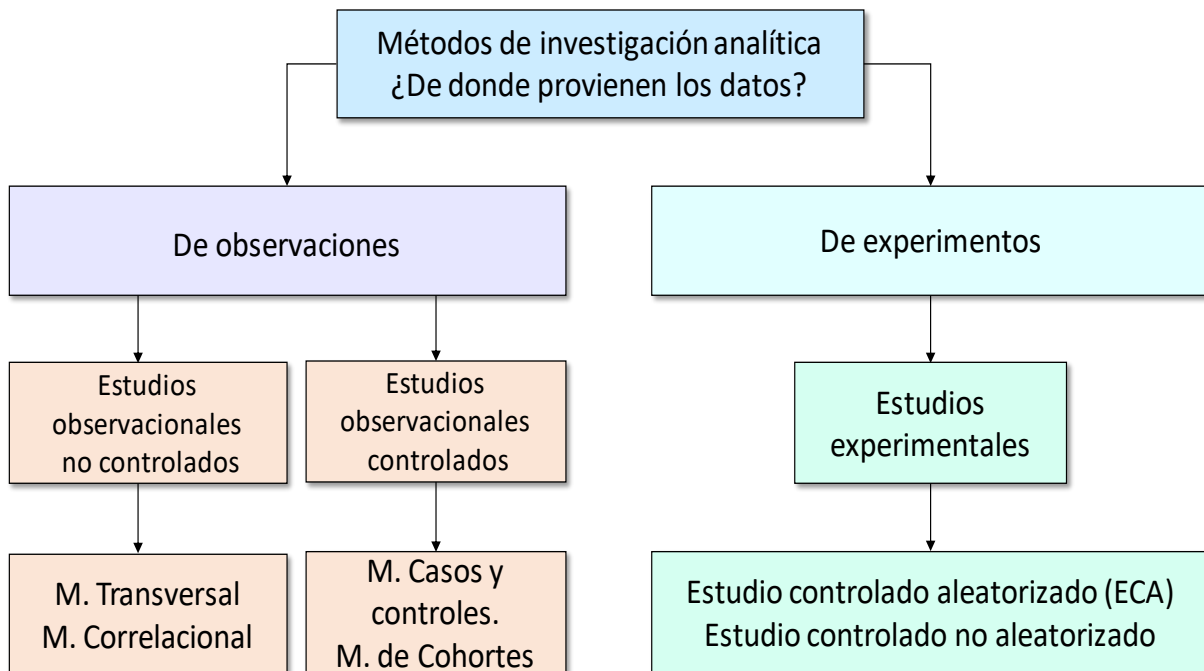 Métodos de investigación analítica
¿De donde provienen los datos?
De observaciones
De experimentos
Estudios
observacionales
no controlados
Estudios
observacionales
controlados
Estudios
experimentales
M. Transversal
M. Correlacional
M. Casos y
controles.
M. de Cohortes
Estudio controlado aleatorizado (ECA)
Estudio controlado no aleatorizado